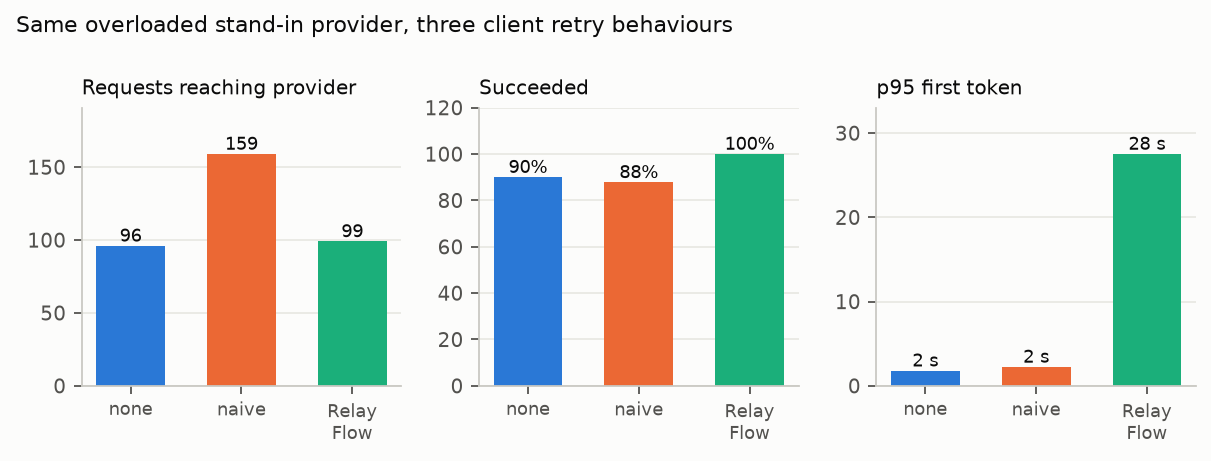 Same overloaded stand-in provider, three client retry behaviours
Requests reaching provider
150
100
50
0
96
159
99
none
naive
Relay
Flow
Succeeded
120
100
80
60
40
20
0
90%
88%
100%
none
naive
Relay
Flow
p95 first token
30
20
10
0
2 s
2 s
28 s
none
naive
Relay
Flow